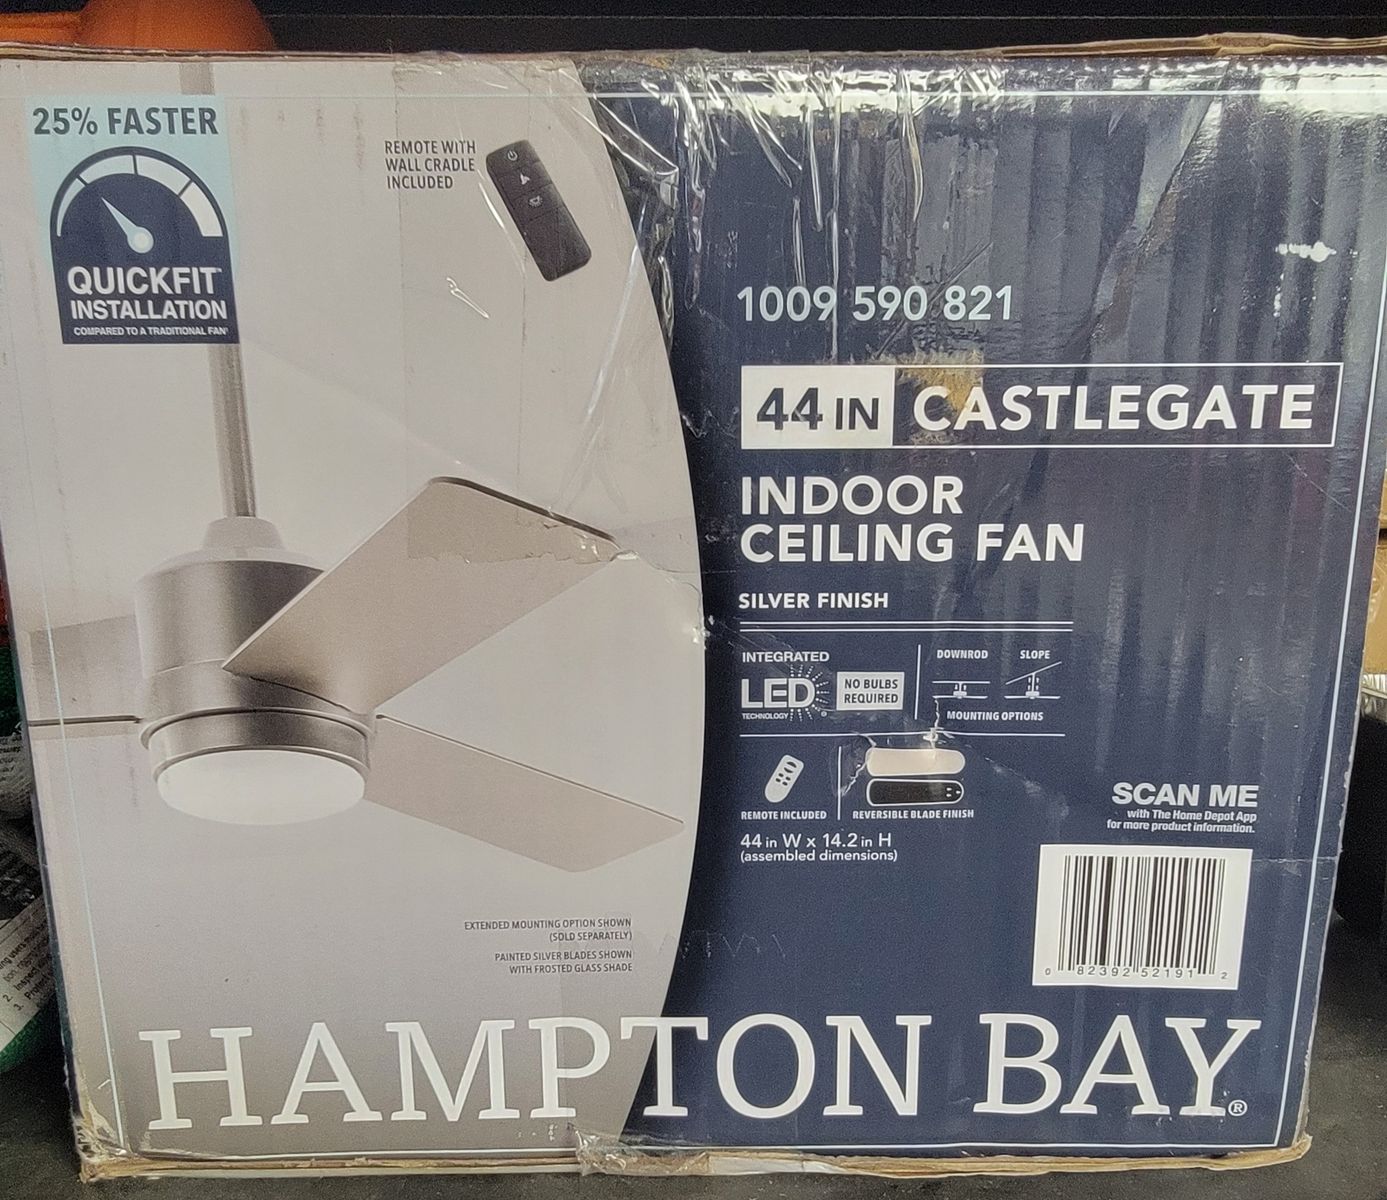 25% FASTER
QUICKFIT™
INSTALLATION
COMPARED TO A TRADITIONAL FAN
REMOTE WITH
WALL CRADLE
INCLUDED
1009 590 821
44 IN CASTLEGATE
INDOOR
CEILING FAN
SILVER FINISH
INTEGRATED
LED
TECHNOLOGY
NO BULBS
REQUIRED
DOWNROD SLOPE
MOUNTING OPTIONS
REMOTE INCLUDED
REVERSIBLE BLADE FINISH
44 in W x 14.2 in H
(assembled dimensions)
SCAN ME
with The Home Depot App
for more product information.
0 82392 52191 2
EXTENDED MOUNTING OPTION SHOWN
(SOLD SEPARATELY)
PAINTED SILVER BLADES SHOWN
WITH FROSTED GLASS SHADE
HAMPTON BAY®